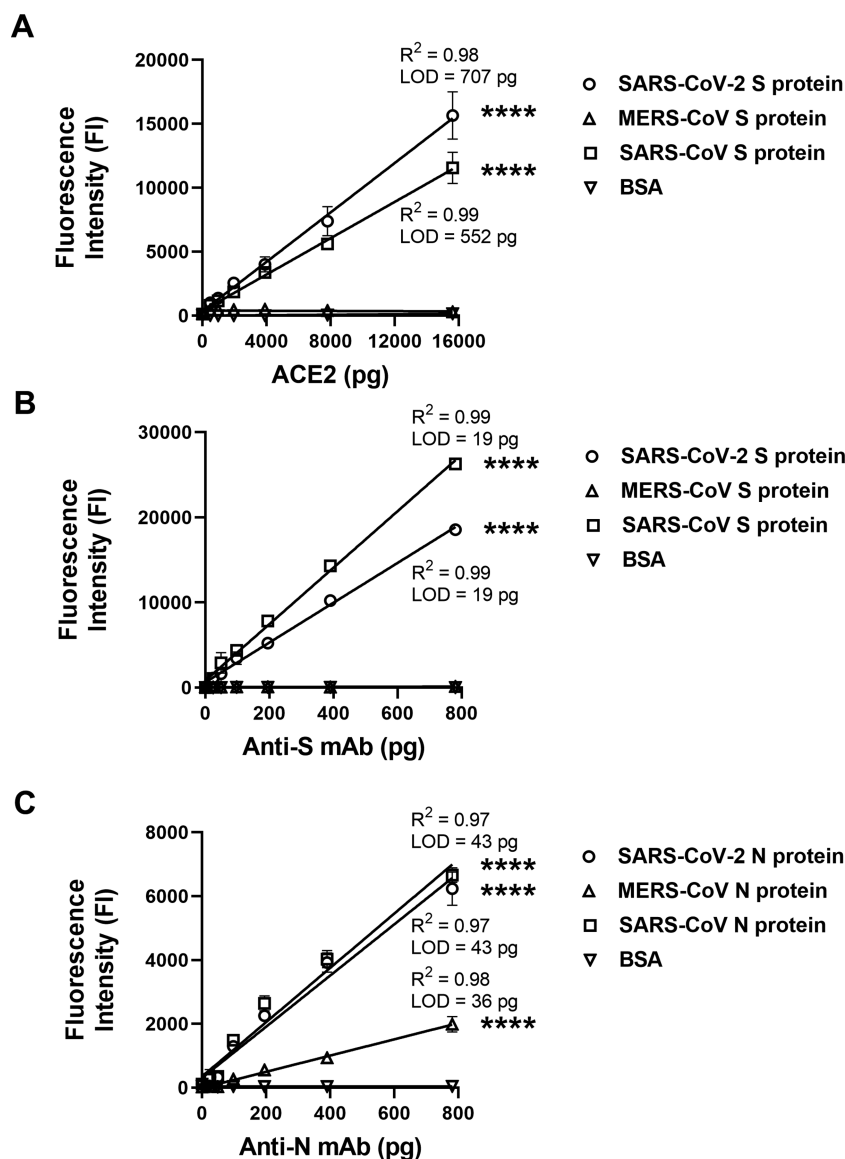 A
Fluorescence
Intensity (FI)
20000
15000
10000
5000
0
0 4000 8000 12000 16000
ACE2 (pg)
R² = 0.98
LOD = 707 pg
****
****
R² = 0.99
LOD = 552 pg
SARS-CoV-2 S protein
MERS-CoV S protein
SARS-CoV S protein
BSA
B
Fluorescence
Intensity (FI)
30000
20000
10000
0
0 200 400 600 800
Anti-S mAb (pg)
R² = 0.99
LOD = 19 pg
****
****
R² = 0.99
LOD = 19 pg
SARS-CoV-2 S protein
MERS-CoV S protein
SARS-CoV S protein
BSA
C
Fluorescence
Intensity (FI)
8000
6000
4000
2000
0
0 200 400 600 800
Anti-N mAb (pg)
R² = 0.97
LOD = 43 pg
****
****
R² = 0.97
LOD = 43 pg
R² = 0.98
LOD = 36 pg
****
SARS-CoV-2 N protein
MERS-CoV N protein
SARS-CoV N protein
BSA